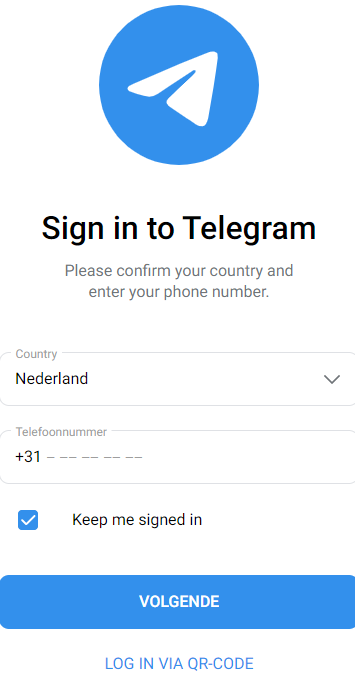 Sign in to Telegram
Please confirm your country and
enter your phone number.
Country
Nederland
Telefoonnummer
+31 – –– –– –– ––
Keep me signed in
VOLGENDE
LOG IN VIA QR-CODE